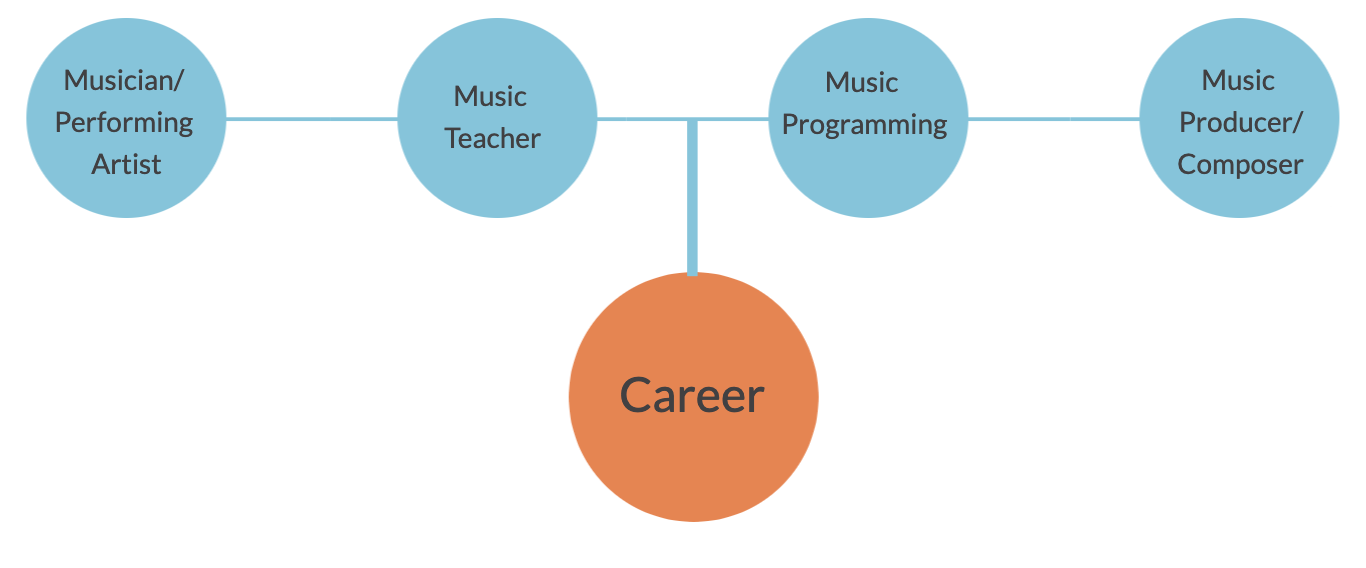 Musician/
Performing
Artist
Music
Teacher
Music
Programming
Music
Producer/
Composer
Career